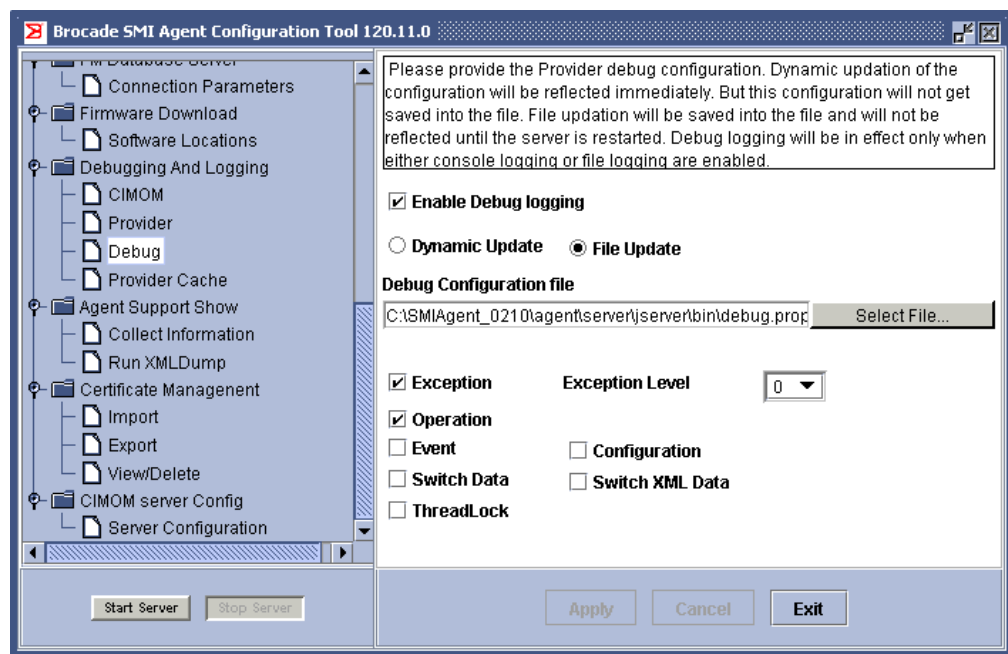 Brocade SMI Agent Configuration Tool 120.11.0
FM Database Server
Connection Parameters
Firmware Download
Software Locations
Debugging And Logging
CIMOM
Provider
Debug
Provider Cache
Agent Support Show
Collect Information
Run XMLDump
Certificate Managenent
Import
Export
View/Delete
CIMOM server Config
Server Configuration
Start Server
Stop Server
Please provide the Provider debug configuration. Dynamic updation of the
configuration will be reflected immediately. But this configuration will not get
saved into the file. File updation will be saved into the file and will not be
reflected until the server is restarted. Debug logging will be in effect only when
either console logging or file logging are enabled.
Enable Debug logging
Dynamic Update File Update
Debug Configuration file
C:\SMIAgent_0210\agent\server\jserver\bin\debug.prop Select File...
Exception Exception Level 0
Operation
Event Configuration
Switch Data Switch XML Data
ThreadLock
Apply Cancel Exit